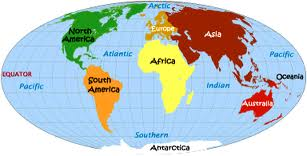 Arctic
North
America
Europe
Asia
Atlantic
Pacific
Africa
Oceania
EQUATOR
Pacific
South
America
Indian
Australia
Southern
Antarctica